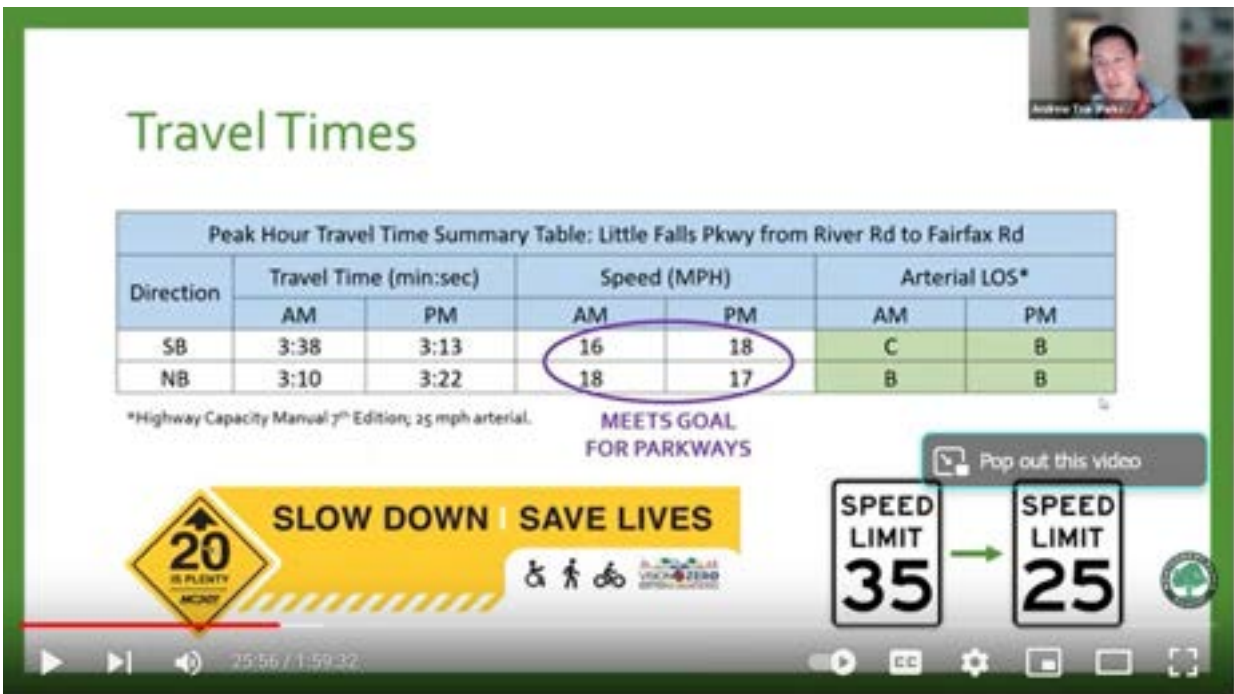 Travel Times
Peak Hour Travel Time Summary Table: Little Falls Pkwy from River Rd to Fairfax Rd
Direction Travel Time (min:sec) Speed (MPH) Arterial LOS*
AM PM AM PM AM PM
SB 3:38 3:13 16 18 C B
NB 3:10 3:22 18 17 B B
*Highway Capacity Manual 7th Edition; 25 mph arterial.
MEETS GOAL
FOR PARKWAYS
Pop out this video
20
IS PLENTY
MCDOT
SLOW DOWN SAVE LIVES
VISION ZERO
SPEED
LIMIT
35
SPEED
LIMIT
25
25:56 / 1:59:32
CC